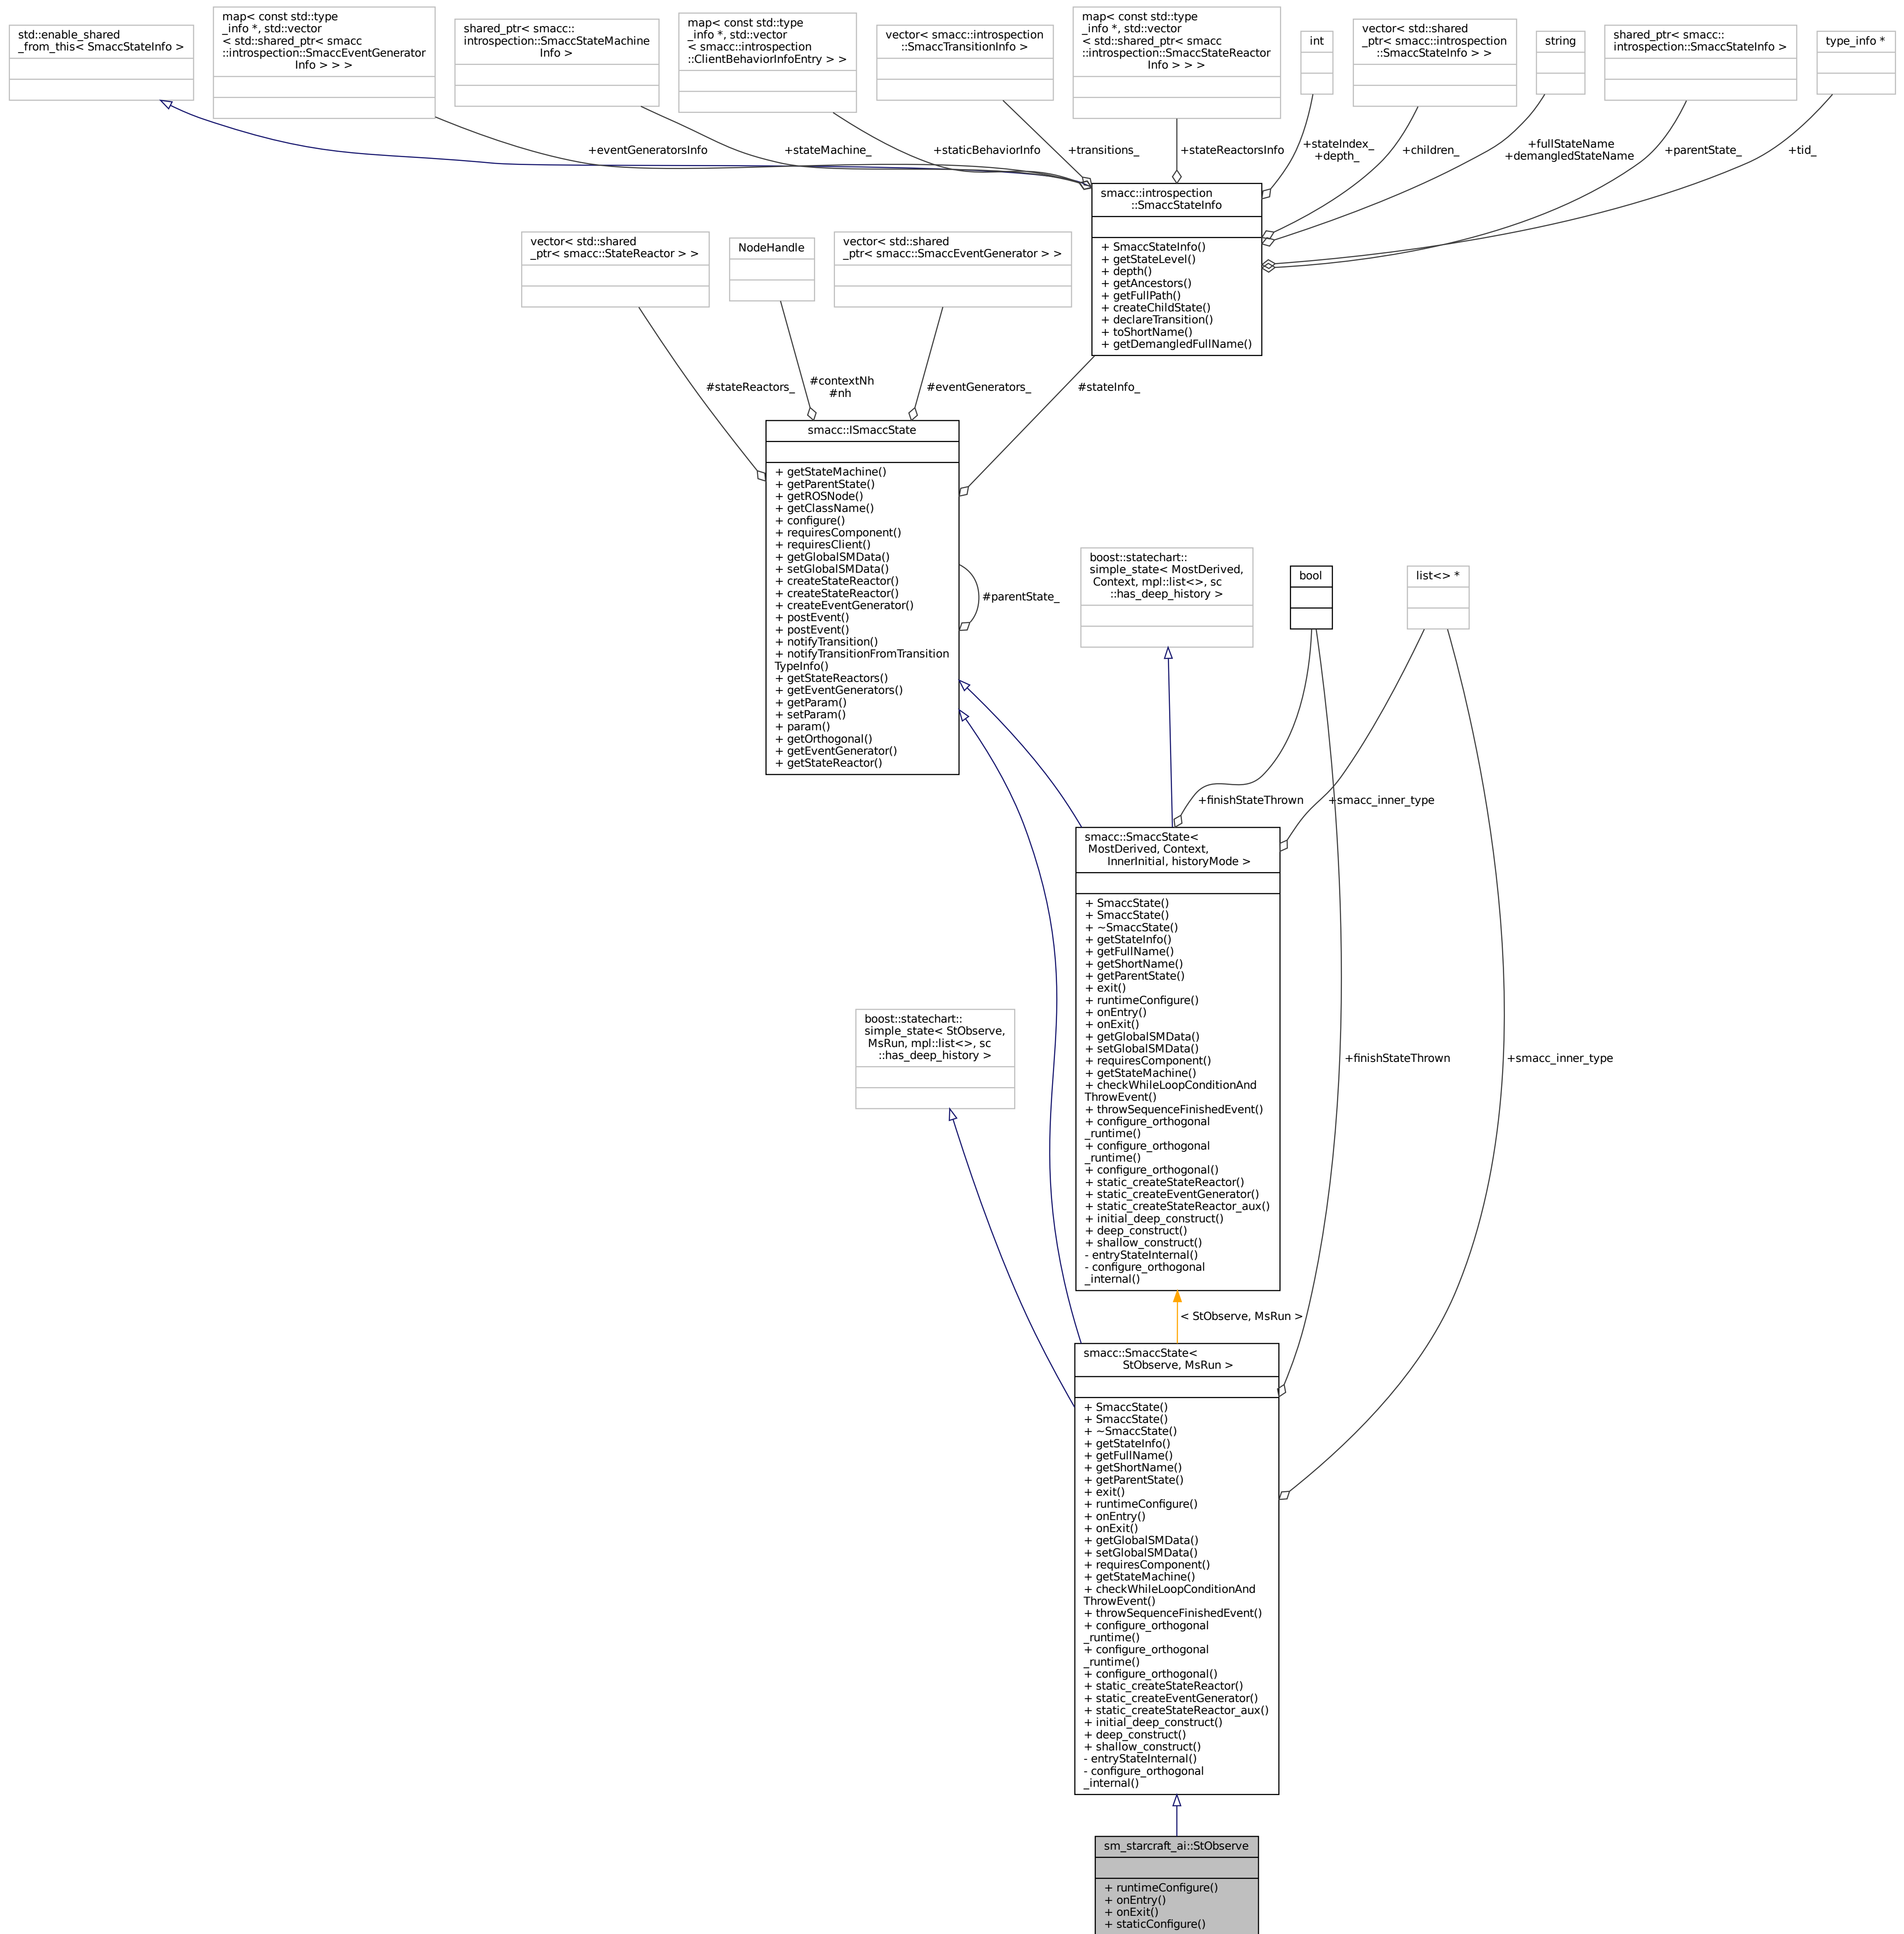 std::enable_shared
_from_this< SmaccStateInfo >
map< const std::type
_info *, std::vector
< std::shared_ptr< smacc
::introspection::SmaccEventGenerator
Info > > >
shared_ptr< smacc::
introspection::SmaccStateMachine
Info >
map< const std::type
_info *, std::vector
< smacc::introspection
::ClientBehaviorInfoEntry > >
vector< smacc::introspection
::SmaccTransitionInfo >
map< const std::type
_info *, std::vector
< std::shared_ptr< smacc
::introspection::SmaccStateReactor
Info > > >
int
vector< std::shared
_ptr< smacc::introspection
::SmaccStateInfo > >
string
shared_ptr< smacc::
introspection::SmaccStateInfo >
type_info *
+eventGeneratorsInfo
+stateMachine_
+staticBehaviorInfo
+transitions_
+stateReactorsInfo
+stateIndex_
+depth_
+children_
+fullStateName
+demangledStateName
+parentState_
+tid_
smacc::introspection
::SmaccStateInfo
+ SmaccStateInfo()
+ getStateLevel()
+ depth()
+ getAncestors()
+ getFullPath()
+ createChildState()
+ declareTransition()
+ toShortName()
+ getDemangledFullName()
vector< std::shared
_ptr< smacc::StateReactor > >
NodeHandle
vector< std::shared
_ptr< smacc::SmaccEventGenerator > >
#stateReactors_
#contextNh
#nh
#eventGenerators_
#stateInfo_
smacc::ISmaccState
+ getStateMachine()
+ getParentState()
+ getROSNode()
+ getClassName()
+ configure()
+ requiresComponent()
+ requiresClient()
+ getGlobalSMData()
+ setGlobalSMData()
+ createStateReactor()
+ createStateReactor()
+ createEventGenerator()
+ postEvent()
+ postEvent()
+ notifyTransition()
+ notifyTransitionFromTransition
TypeInfo()
+ getStateReactors()
+ getEventGenerators()
+ getParam()
+ setParam()
+ param()
+ getOrthogonal()
+ getEventGenerator()
+ getStateReactor()
#parentState_
boost::statechart::
simple_state< MostDerived,
Context, mpl::list<>, sc
::has_deep_history >
bool
list<> *
+finishStateThrown
+smacc_inner_type
smacc::SmaccState<
MostDerived, Context,
InnerInitial, historyMode >
+ SmaccState()
+ SmaccState()
+ ~SmaccState()
+ getStateInfo()
+ getFullName()
+ getShortName()
+ getParentState()
+ exit()
+ runtimeConfigure()
+ onEntry()
+ onExit()
+ getGlobalSMData()
+ setGlobalSMData()
+ requiresComponent()
+ getStateMachine()
+ checkWhileLoopConditionAnd
ThrowEvent()
+ throwSequenceFinishedEvent()
+ configure_orthogonal
_runtime()
+ configure_orthogonal
_runtime()
+ configure_orthogonal()
+ static_createStateReactor()
+ static_createEventGenerator()
+ static_createStateReactor_aux()
+ initial_deep_construct()
+ deep_construct()
+ shallow_construct()
- entryStateInternal()
- configure_orthogonal
_internal()
boost::statechart::
simple_state< StObserve,
MsRun, mpl::list<>, sc
::has_deep_history >
+finishStateThrown
+smacc_inner_type
< StObserve, MsRun >
smacc::SmaccState<
StObserve, MsRun >
+ SmaccState()
+ SmaccState()
+ ~SmaccState()
+ getStateInfo()
+ getFullName()
+ getShortName()
+ getParentState()
+ exit()
+ runtimeConfigure()
+ onEntry()
+ onExit()
+ getGlobalSMData()
+ setGlobalSMData()
+ requiresComponent()
+ getStateMachine()
+ checkWhileLoopConditionAnd
ThrowEvent()
+ throwSequenceFinishedEvent()
+ configure_orthogonal
_runtime()
+ configure_orthogonal
_runtime()
+ configure_orthogonal()
+ static_createStateReactor()
+ static_createEventGenerator()
+ static_createStateReactor_aux()
+ initial_deep_construct()
+ deep_construct()
+ shallow_construct()
- entryStateInternal()
- configure_orthogonal
_internal()
sm_starcraft_ai::StObserve
+ runtimeConfigure()
+ onEntry()
+ onExit()
+ staticConfigure()